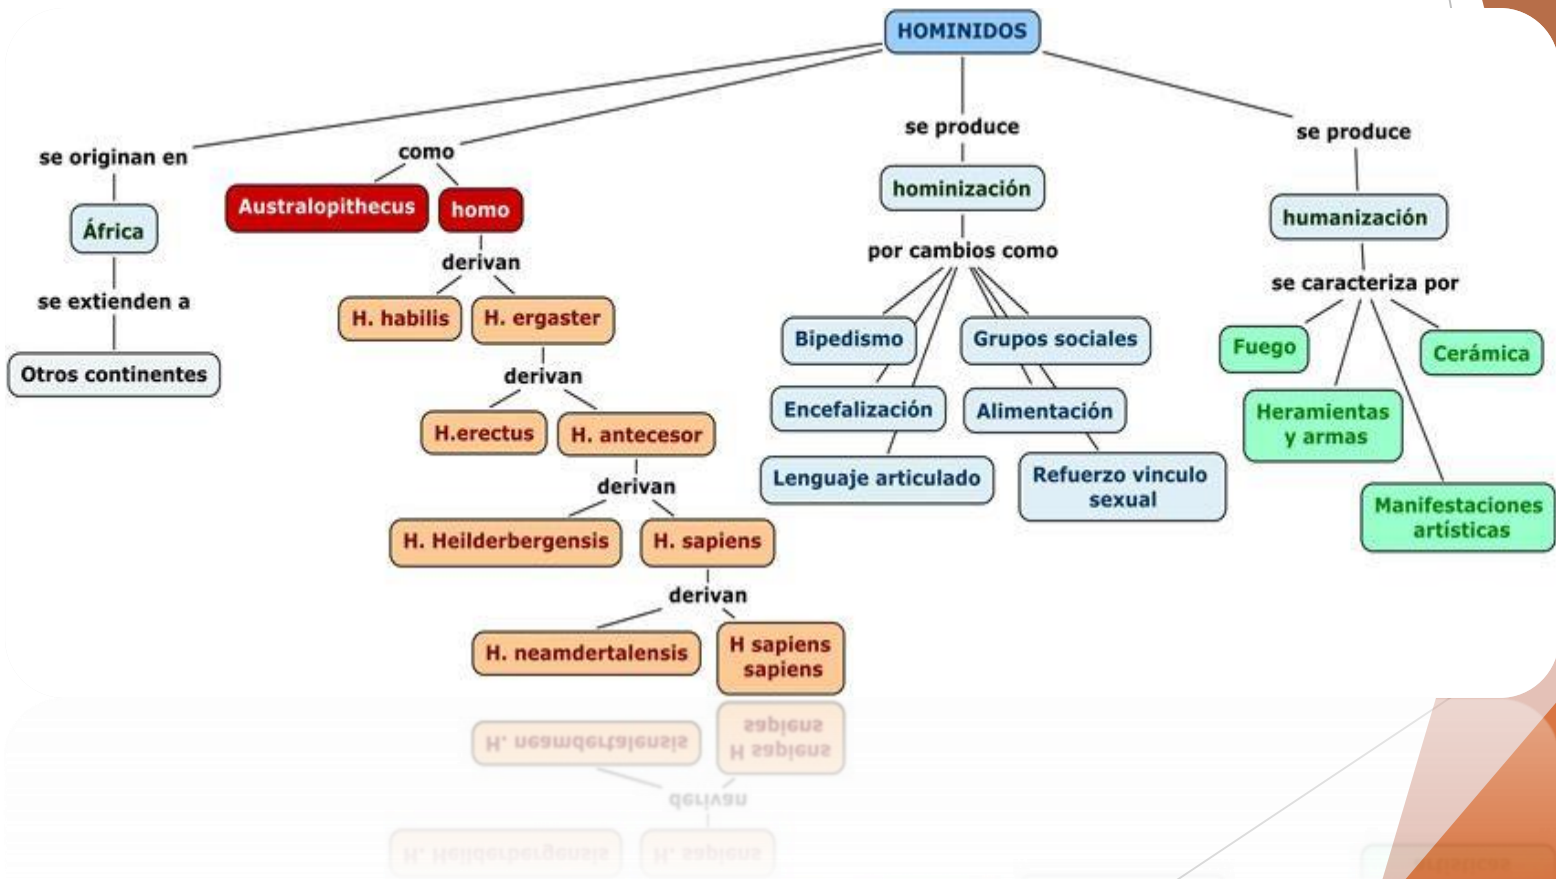 HOMINIDOS
se originan en
África
se extienden a
Otros continentes
como
Australopithecus
homo
derivan
H. habilis
H. ergaster
derivan
H.erectus
H. antecesor
derivan
H. Heilderbergensis
H. sapiens
derivan
H. neamdertalensis
H sapiens
sapiens
se produce
hominización
por cambios como
Bipedismo
Grupos sociales
Encefalización
Alimentación
Lenguaje articulado
Refuerzo vinculo
sexual
se produce
humanización
se caracteriza por
Fuego
Cerámica
Heramientas
y armas
Manifestaciones
artísticas